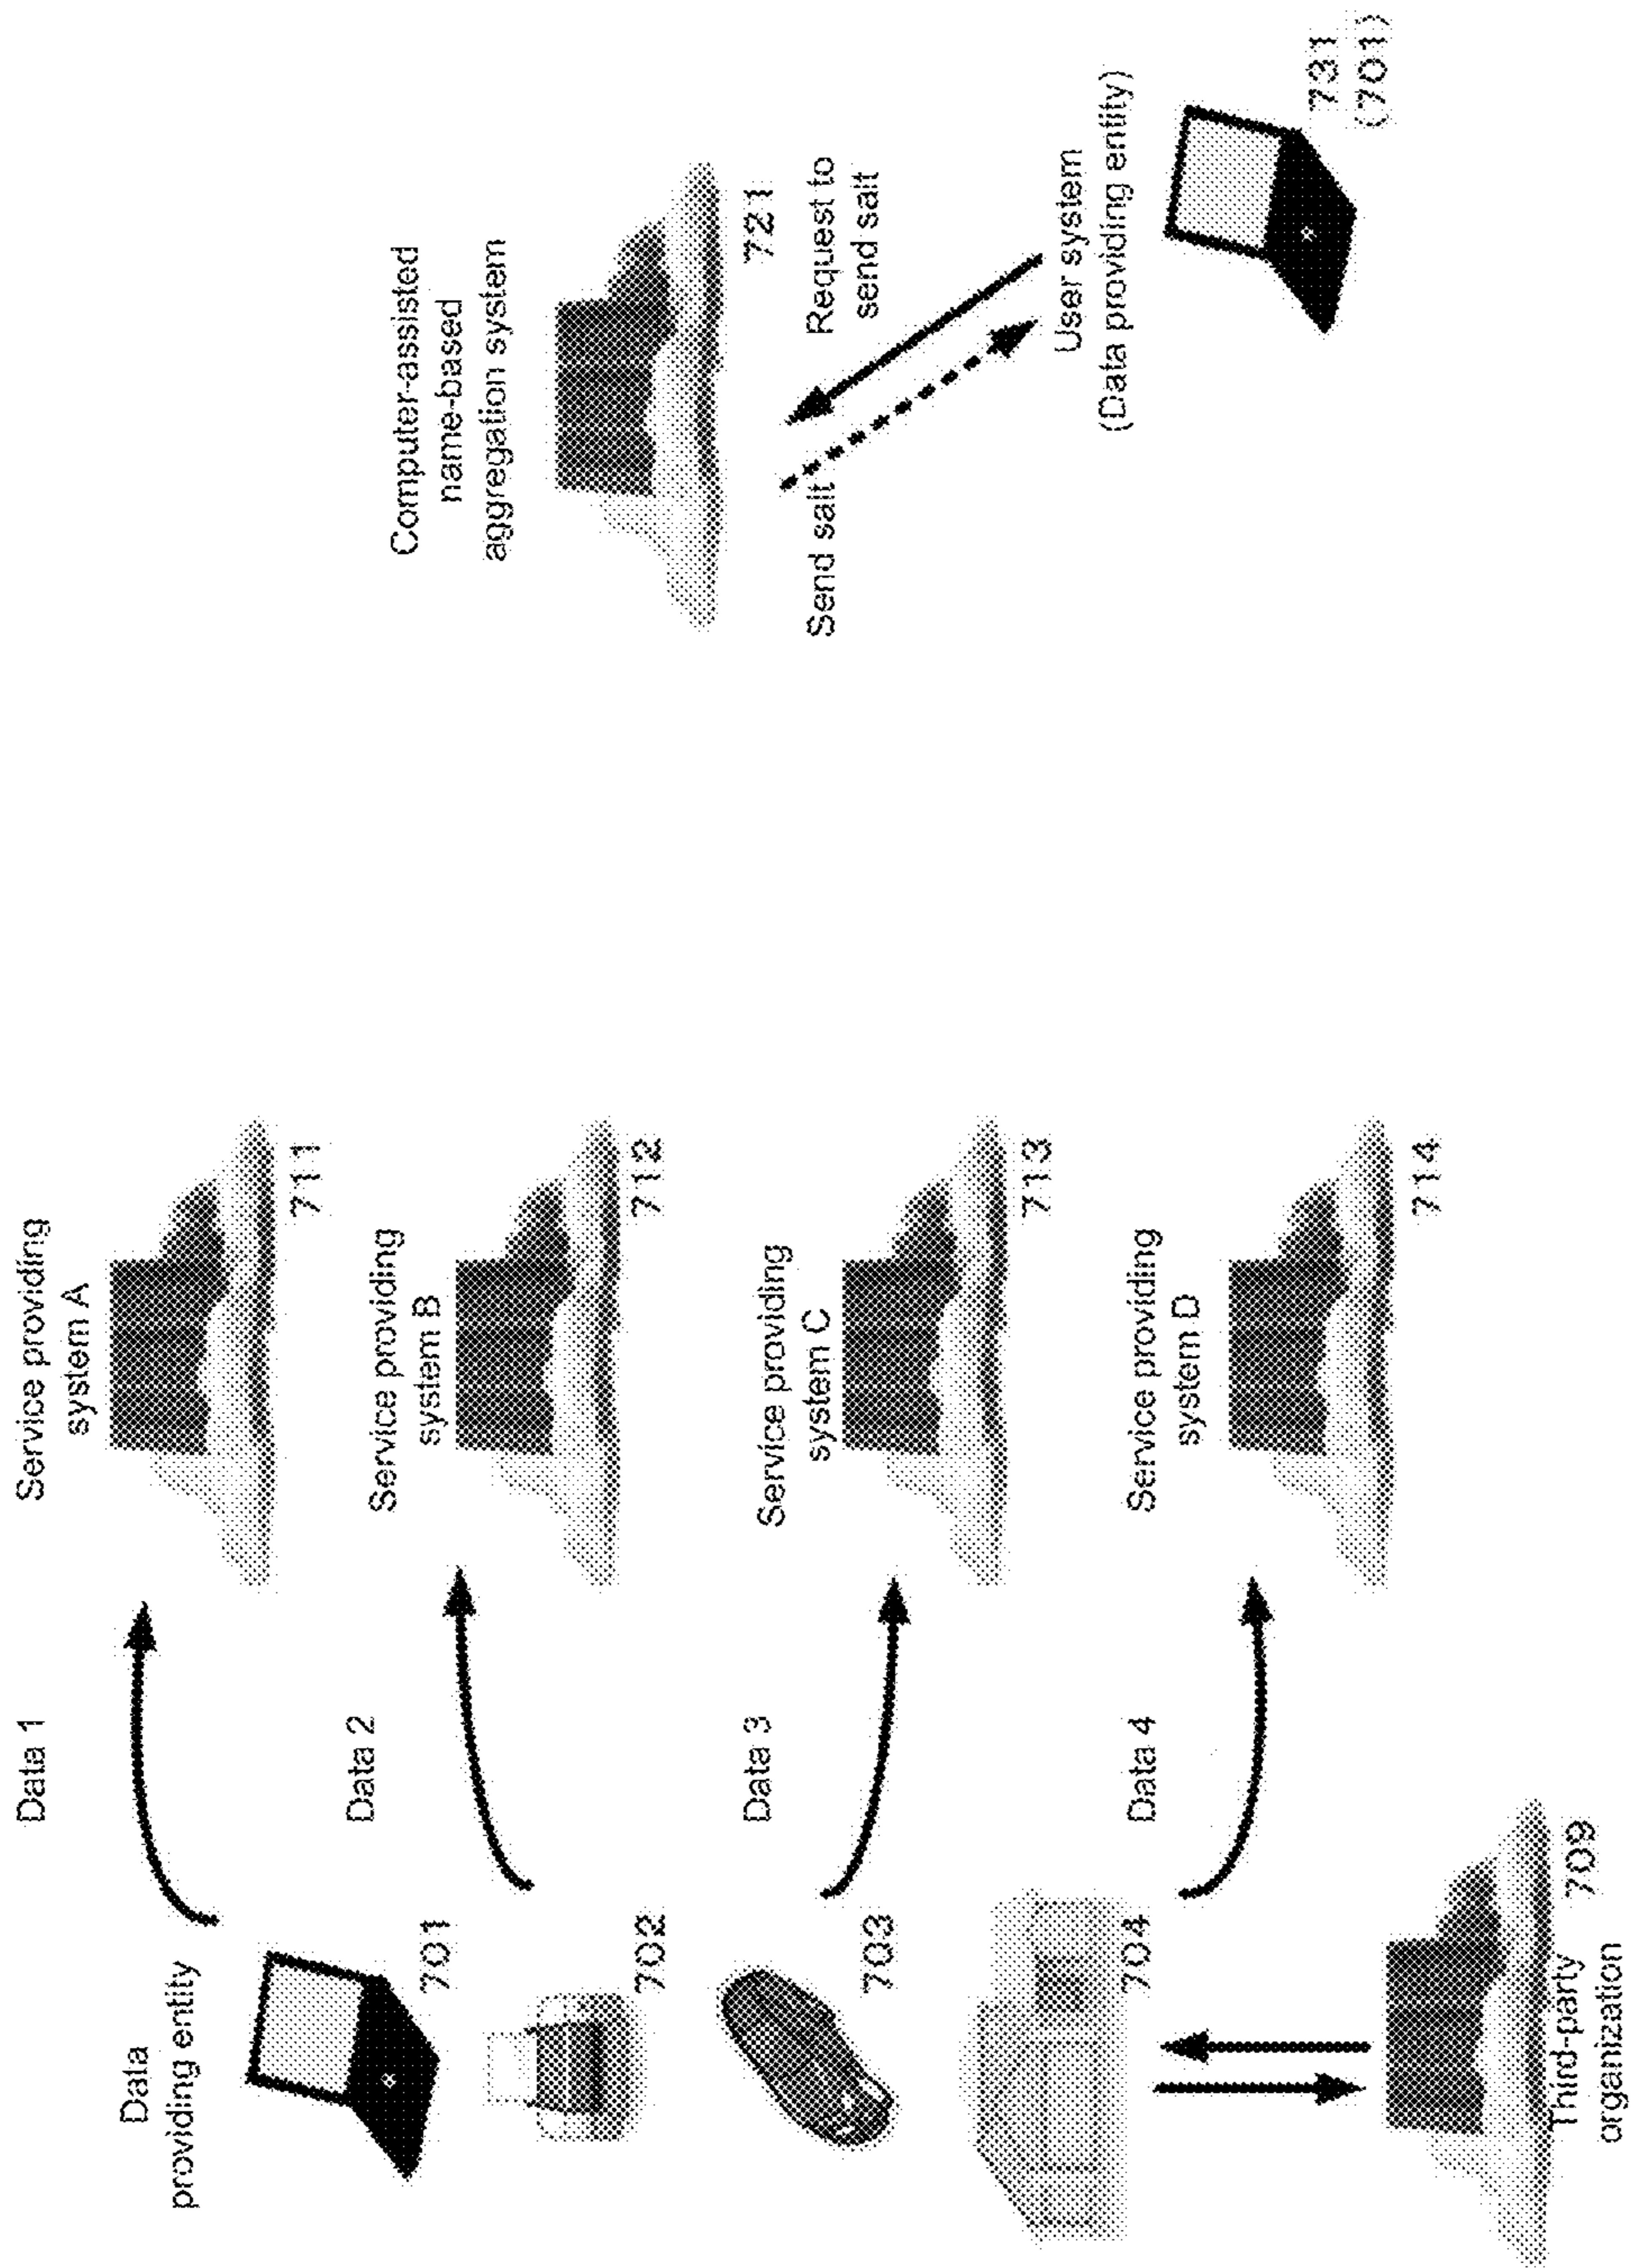 Data
providing entity
701
702
703
704
Third-party
organization
709
Data 1
Data 2
Data 3
Data 4
Service providing
system A
711
Service providing
system B
712
Service providing
system C
713
Service providing
system D
714
Computer-assisted
name-based
aggregation system
721
Send salt
Request to
send salt
User system
(Data providing entity)
731
(701)